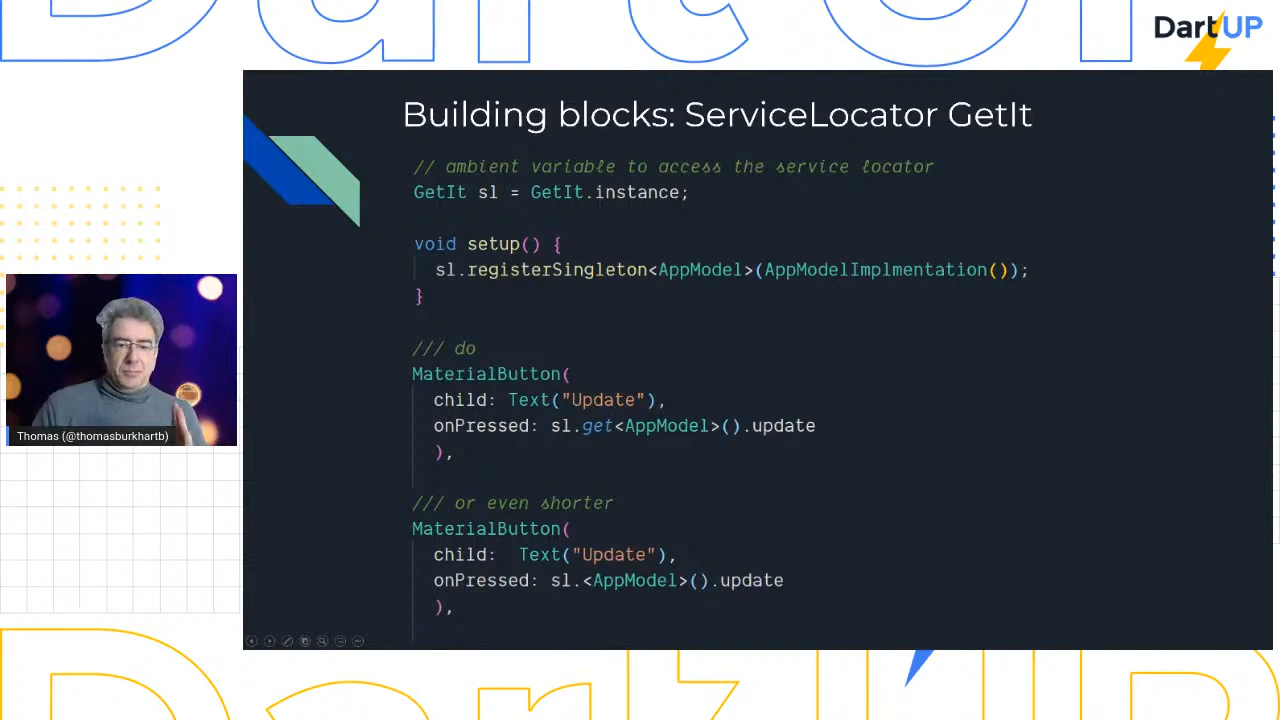 DartUP
Building blocks: ServiceLocator GetIt
// ambient variable to access the service locator
GetIt sl = GetIt.instance;
void setup() {
sl.registerSingleton<AppModel>(AppModelImplmentation());
}
/// do
MaterialButton(
child: Text("Update"),
onPressed: sl.get<AppModel>().update
),
/// or even shorter
MaterialButton(
child:  Text("Update"),
onPressed: sl.<AppModel>().update
),
Thomas (@thomasburkhartb)